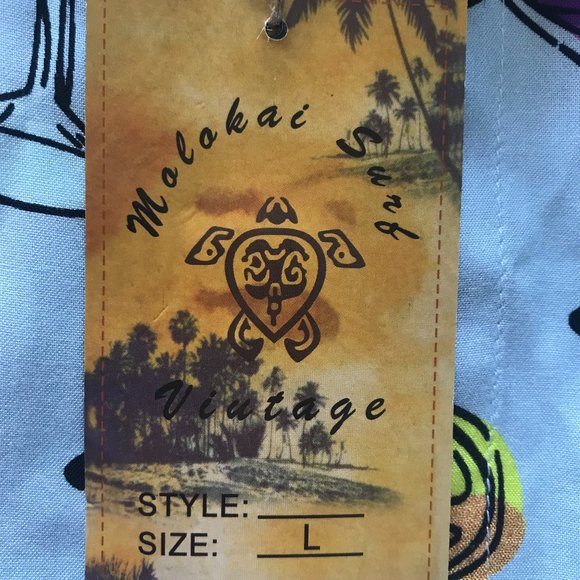 Molokai Surf
Vintage
STYLE:
SIZE: L